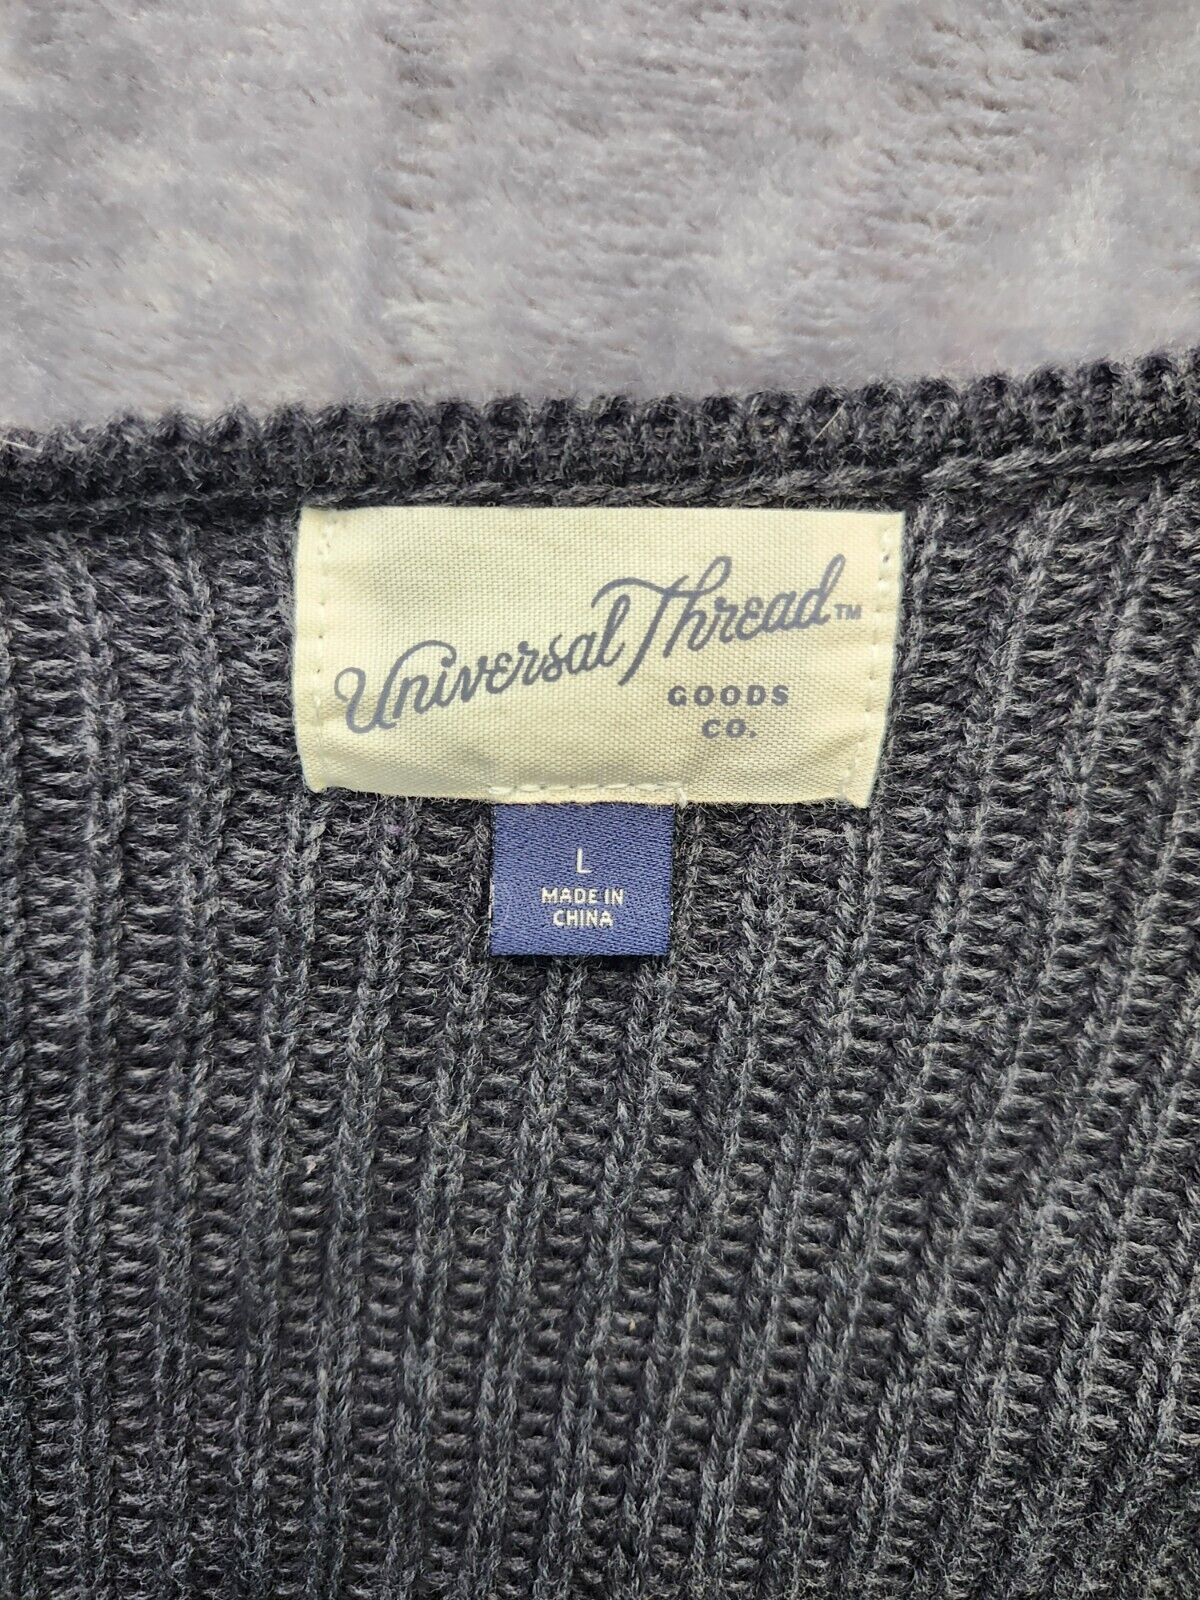 Universal Thread™
GOODS
CO.
L
MADE IN
CHINA